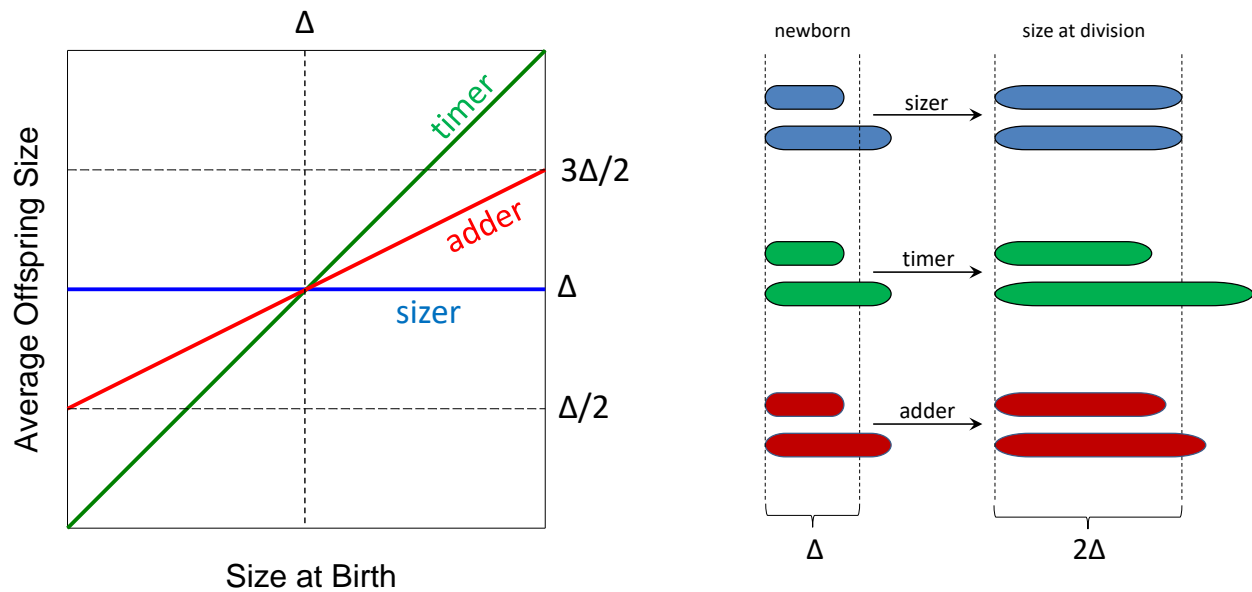 Δ
timer
adder
sizer
3Δ/2
Δ
Δ/2
Average Offspring Size
Size at Birth
newborn
size at division
sizer
timer
adder
Δ
2Δ